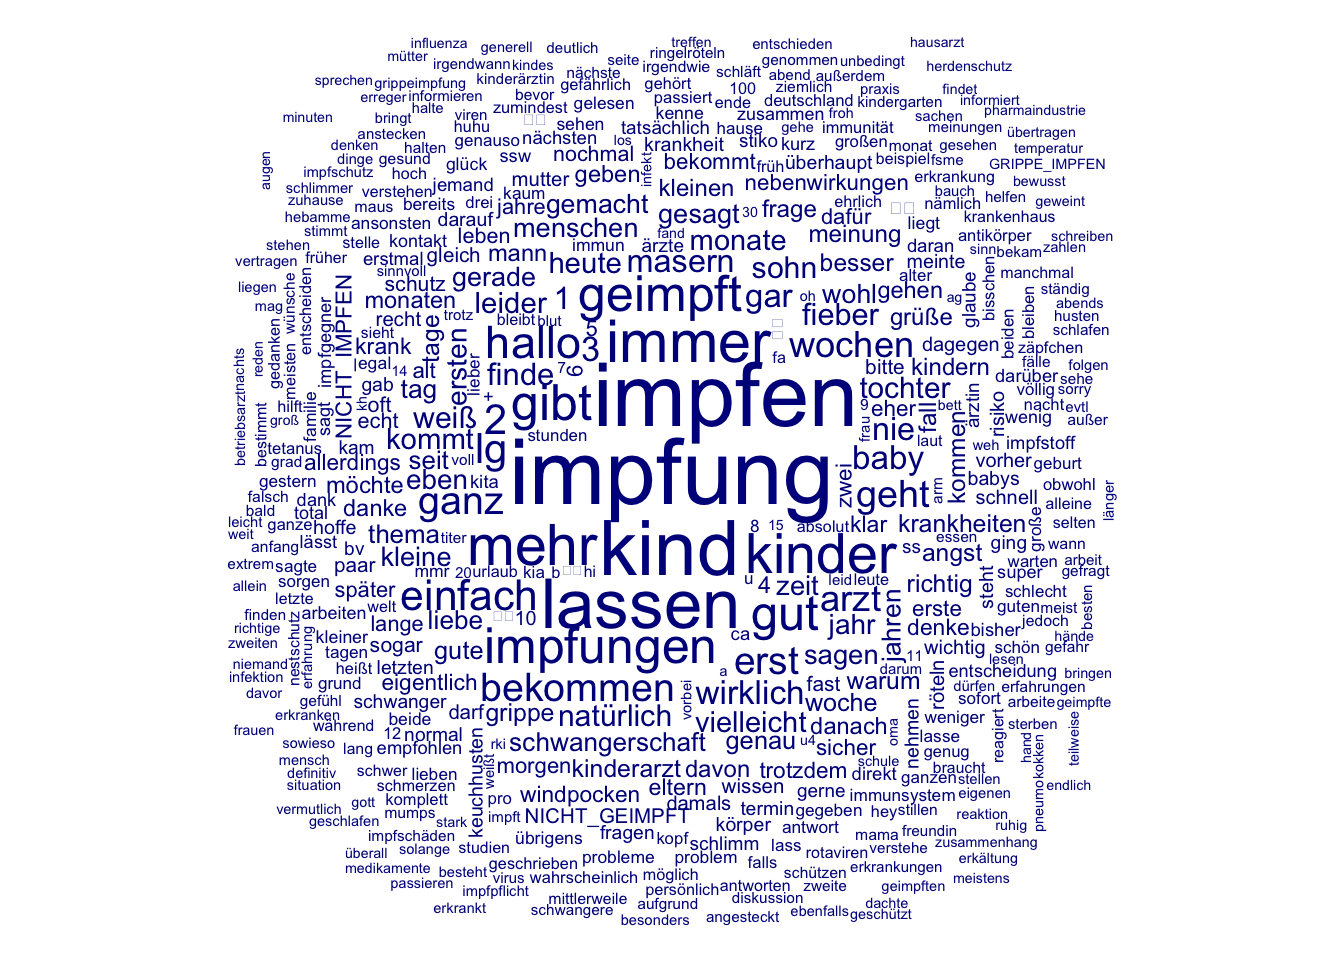 influenza generell deutlich treffen entschieden hausarzt
mütter irgendwann kindes seite ringelröteln genommen unbedingt
sprechen grippeimpfung kinderärztin nächste irgendwie schläft abend außerdem herdenschutz
erreger informieren bevor gefährlich gehört 100 ziemlich praxis findet
minuten halte viren zumindest gelesen passiert ende deutschland kindergarten informiert
bringt huhu sehen kenne zusammen froh sachen pharmaindustrie
anstecken genauso nächsten los tatsächlich hause gehe immunität meinungen übertragen
denken halten nochmal krankheit stiko kurz großen monat gesehen temperatur
augen dinge gesund glück ssw geben infekt bekommt früh überhaupt beispiel fsme GRIPPE_IMPFEN
impfschutz hoch jemand mutter kleinen nebenwirkungen erkrankung bewusst
schlimmer verstehen kaum bauch helfen geweint
zuhause maus bereits drei jahre gemacht gesagt 30 frage ehrlich nämlich
hebamme ansonsten darauf menschen dafür liegt krankenhaus
stimmt leben fand meinung antikörper schreiben
stehen stelle kontakt immun ärzte monate daran sinn zahlen
vertragen früher erstmal gleich mann heute masern sohn besser meinte bekam
sinnvoll schutz gerade alter glaube bisschen manchmal
liegen wünsche entscheiden NICHT_IMPFEN monaten leider 1 geimpft gar oh wohl gehen ag ständig
mag recht trotz fieber grüße beiden bleiben abends
gedanken impfgegner sieht tage ersten bleibt blut 5 husten
reden meisten krank hallo 3 immer fa wochen dagegen zäpfchen schlafen
nachts legal 14 alt lieber finde 7 6 bitte kindern darüber fälle folgen
betriebsarzt hilft familie sagt gab tag tochter völlig sehe
groß kh oft + gibt impfen 9 eher fall bett ärztin risiko nacht sorry evtl
bestimmt echt weiß 2 frau nie wenig außer
tetanus kam kommt lg stunden laut kommen weh impfstoff
grad allerdings seit voll baby vorher geburt
gestern möchte eben kita impfung zwei geht arm babys obwohl
falsch dank danke ganz schnell alleine länger
bald total 8 15 absolut klar krankheiten große selten
leicht ganze hoffe thema titer mehr kind kinder essen wann
weit anfang lässt bv kleine ss angst ging arbeit
extrem sagte paar mmr 20 urlaub kia b hi u 4 zeit leid leute richtig steht warten gefragt
allein sorgen später einfach lassen gut arzt super schlecht
letzte welt 10 erste guten meist besten
finden arbeiten lange liebe jahr jahren jedoch
richtige nestschutz erfahrung kleiner ca denke bisher hände
zweiten tagen sogar gute impfungen erst sagen 11 wichtig schön gefahr
niemand heißt letzten a darum lesen
infektion grund eigentlich bekommen vorbei wirklich fast warum röteln entscheidung bringen
davor gefühl schwanger woche dürfen erfahrungen
erkranken beide darf grippe natürlich vielleicht danach oma nehmen sofort arbeite geimpfte
frauen während 12 normal weniger sterben
sowieso lang empfohlen keuchhusten rki schwangerschaft genau u4 sicher lasse reagiert hand teilweise
mensch genug
definitiv schwer lieben weißt morgen kinderarzt davon trotzdem schule direkt braucht
situation schmerzen eltern wissen gerne immunsystem ganzen stellen eigenen pneumokokken endlich
gott komplett pro windpocken damals
vermutlich mumps impft NICHT_GEIMPFT termin gegeben hey stillen reaktion
geschlafen stark körper antwort mama freundin ruhig
impfschäden übrigens fragen kopf schlimm lass rotaviren verstehe zusammenhang
überall solange studien
geschrieben probleme problem falls erkrankungen erkältung
medikamente besteht virus wahrscheinlich möglich schützen
passieren impfpflicht persönlich antworten zweite geimpften meistens
mittlerweile aufgrund diskussion dachte
erkrankt schwangere besonders angesteckt ebenfalls geschützt